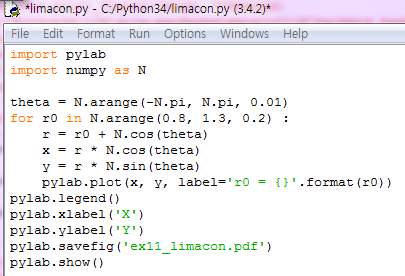 *limacon.py - C:/Python34/limacon.py (3.4.2)*
File Edit Format Run Options Windows Help
import pylab
import numpy as N
theta = N.arange(-N.pi, N.pi, 0.01)
for r0 in N.arange(0.8, 1.3, 0.2) :
    r = r0 + N.cos(theta)
    x = r * N.cos(theta)
    y = r * N.sin(theta)
    pylab.plot(x, y, label='r0 = {}'.format(r0))
pylab.legend()
pylab.xlabel('X')
pylab.ylabel('Y')
pylab.savefig('ex11_limacon.pdf')
pylab.show()